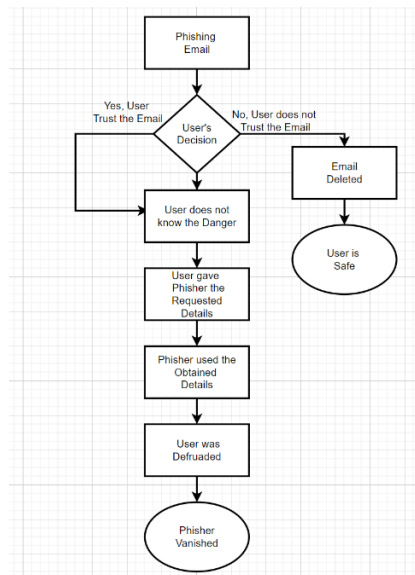 Phishing
Email
Yes, User
Trust the Email
No, User does not
Trust the Email
User's
Decision
Email
Deleted
User does not
know the Danger
User is
Safe
User gave
Phisher the
Requested
Details
Phisher used the
Obtained
Details
User was
Defruaded
Phisher
Vanished